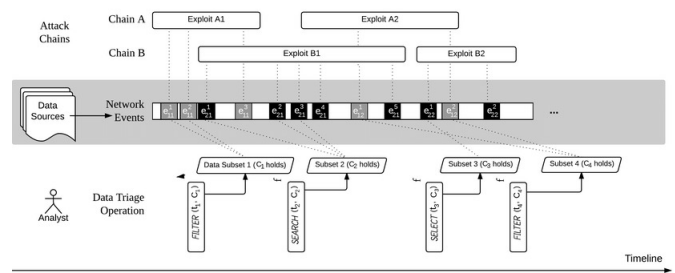 Attack
Chains
Chain A
Exploit A1
Exploit A2
Chain B
Exploit B1
Exploit B2
Data
Sources
Network
Events
...
Data Subset 1 (C1 holds)
Subset 2 (C2 holds)
Subset 3 (C3 holds)
Subset 4 (C4 holds)
Analyst
Data Triage
Operation
FILTER (t1, C1)
SEARCH (t2, C2)
SELECT (t3, C3)
FILTER (t4, C4)
Timeline